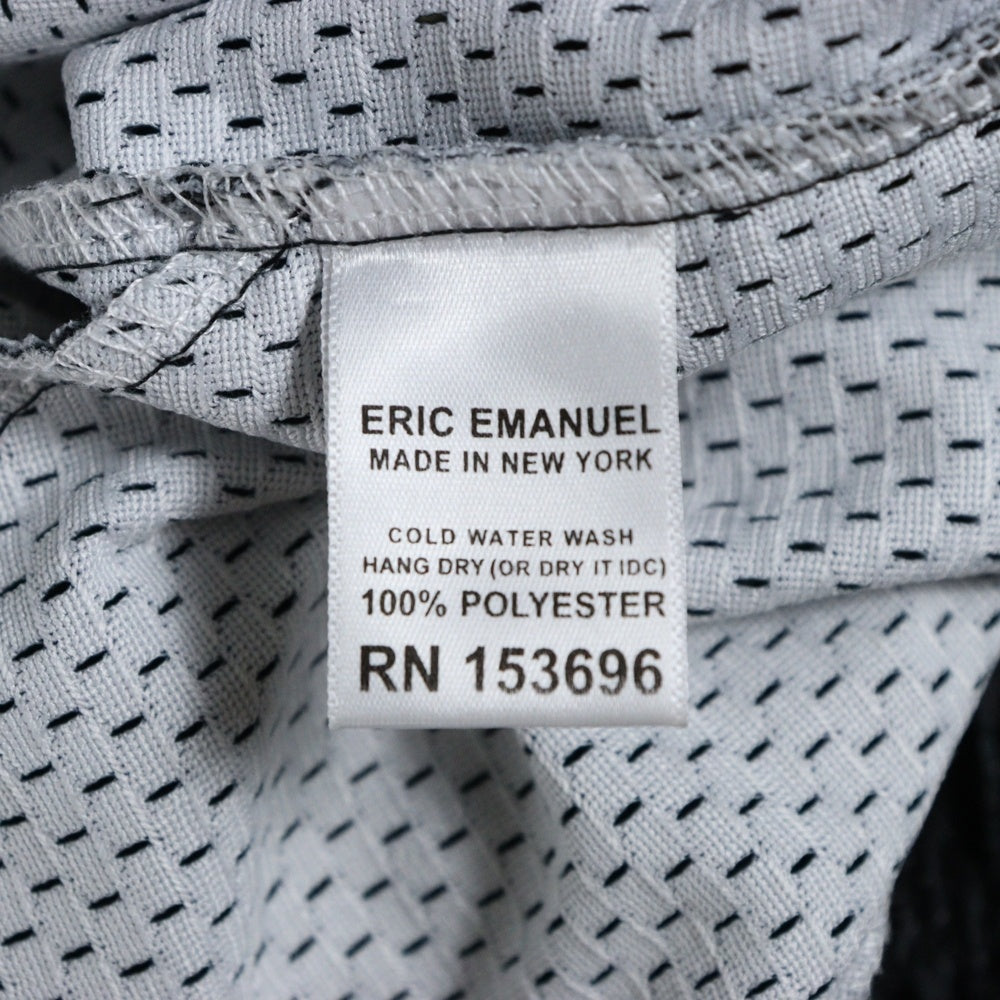 ERIC EMANUEL
MADE IN NEW YORK
COLD WATER WASH
HANG DRY (OR DRY IT IDC)
100% POLYESTER
RN 153696